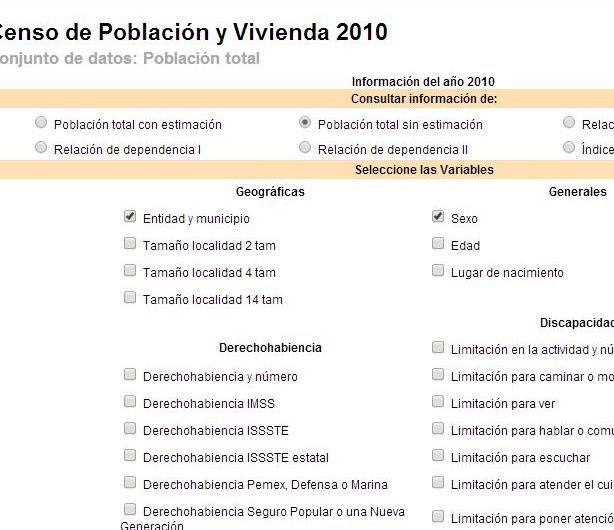 Censo de Población y Vivienda 2010
onjunto de datos: Población total
Información del año 2010
Consultar información de:
Población total con estimación
Población total sin estimación
Relac
Relación de dependencia I
Relación de dependencia II
Índice
Seleccione las Variables
Geográficas
Generales
Entidad y municipio
Sexo
Tamaño localidad 2 tam
Edad
Tamaño localidad 4 tam
Lugar de nacimiento
Tamaño localidad 14 tam
Discapacidad
Derechohabiencia
Limitación en la actividad y nú
Derechohabiencia y número
Limitación para caminar o mo
Derechohabiencia IMSS
Limitación para ver
Derechohabiencia ISSSTE
Limitación para hablar o comu
Derechohabiencia ISSSTE estatal
Limitación para escuchar
Derechohabiencia Pemex, Defensa o Marina
Limitación para atender el cui
Derechohabiencia Seguro Popular o una Nueva
Generación
Limitación para poner atenció